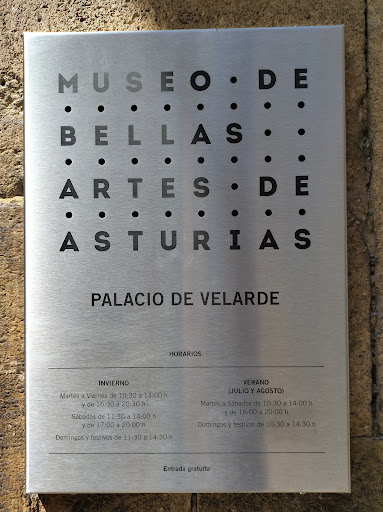 MUSEO DE
BELLAS
ARTES DE
ASTURIAS
PALACIO DE VELARDE
HORARIOS
INVIERNO
Martes a Viernes de 10:30 a 14:00 h
y de 16:30 a 20:30 h
Sábados de 11:30 a 14:00 h
y de 17:00 a 20:00 h
Domingos y festivos de 11:30 a 14:30 h
VERANO
(JULIO Y AGOSTO)
Martes a Sábados de 10:30 a 14:00 h
y de 16:00 a 20:00 h
Domingos y festivos de 10:30 a 14:30 h
Entrada gratuita